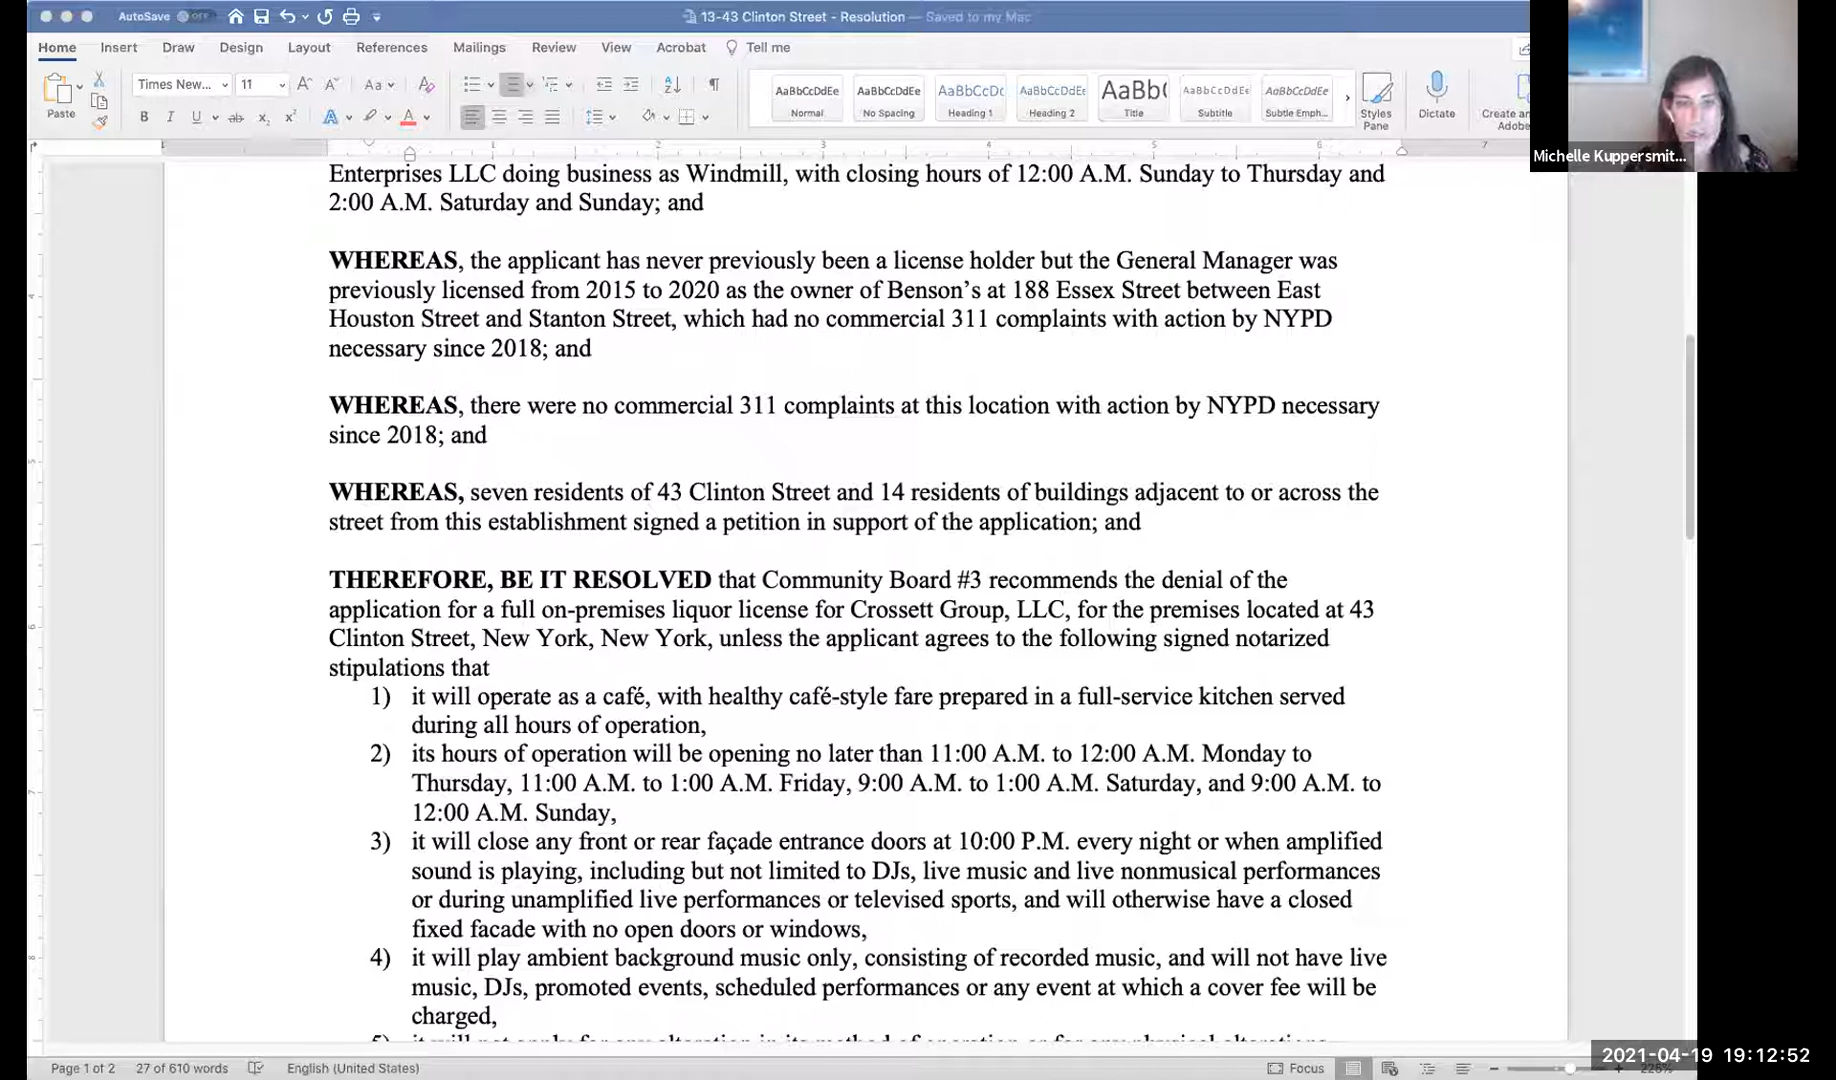 AutoSave OFF 13-43 Clinton Street - Resolution — Saved to my Mac
Home Insert Draw Design Layout References Mailings Review View Acrobat Tell me
Paste Times New... 11 AaBbCcDdEe AaBbCcDdEe AaBbCcDc AaBbCcDdEe AaBb( AaBbCcDdEe AaBbCcDdEe
Normal No Spacing Heading 1 Heading 2 Title Subtitle Subtle Emph... Styles Pane Dictate
Michelle Kuppersmit...
Enterprises LLC doing business as Windmill, with closing hours of 12:00 A.M. Sunday to Thursday and
2:00 A.M. Saturday and Sunday; and
WHEREAS, the applicant has never previously been a license holder but the General Manager was
previously licensed from 2015 to 2020 as the owner of Benson’s at 188 Essex Street between East
Houston Street and Stanton Street, which had no commercial 311 complaints with action by NYPD
necessary since 2018; and
WHEREAS, there were no commercial 311 complaints at this location with action by NYPD necessary
since 2018; and
WHEREAS, seven residents of 43 Clinton Street and 14 residents of buildings adjacent to or across the
street from this establishment signed a petition in support of the application; and
THEREFORE, BE IT RESOLVED that Community Board #3 recommends the denial of the
application for a full on-premises liquor license for Crossett Group, LLC, for the premises located at 43
Clinton Street, New York, New York, unless the applicant agrees to the following signed notarized
stipulations that
1) it will operate as a café, with healthy café-style fare prepared in a full-service kitchen served
during all hours of operation,
2) its hours of operation will be opening no later than 11:00 A.M. to 12:00 A.M. Monday to
Thursday, 11:00 A.M. to 1:00 A.M. Friday, 9:00 A.M. to 1:00 A.M. Saturday, and 9:00 A.M. to
12:00 A.M. Sunday,
3) it will close any front or rear façade entrance doors at 10:00 P.M. every night or when amplified
sound is playing, including but not limited to DJs, live music and live nonmusical performances
or during unamplified live performances or televised sports, and will otherwise have a closed
fixed facade with no open doors or windows,
4) it will play ambient background music only, consisting of recorded music, and will not have live
music, DJs, promoted events, scheduled performances or any event at which a cover fee will be
charged,
Page 1 of 2 27 of 610 words English (United States) Focus
2021-04-19 19:12:52